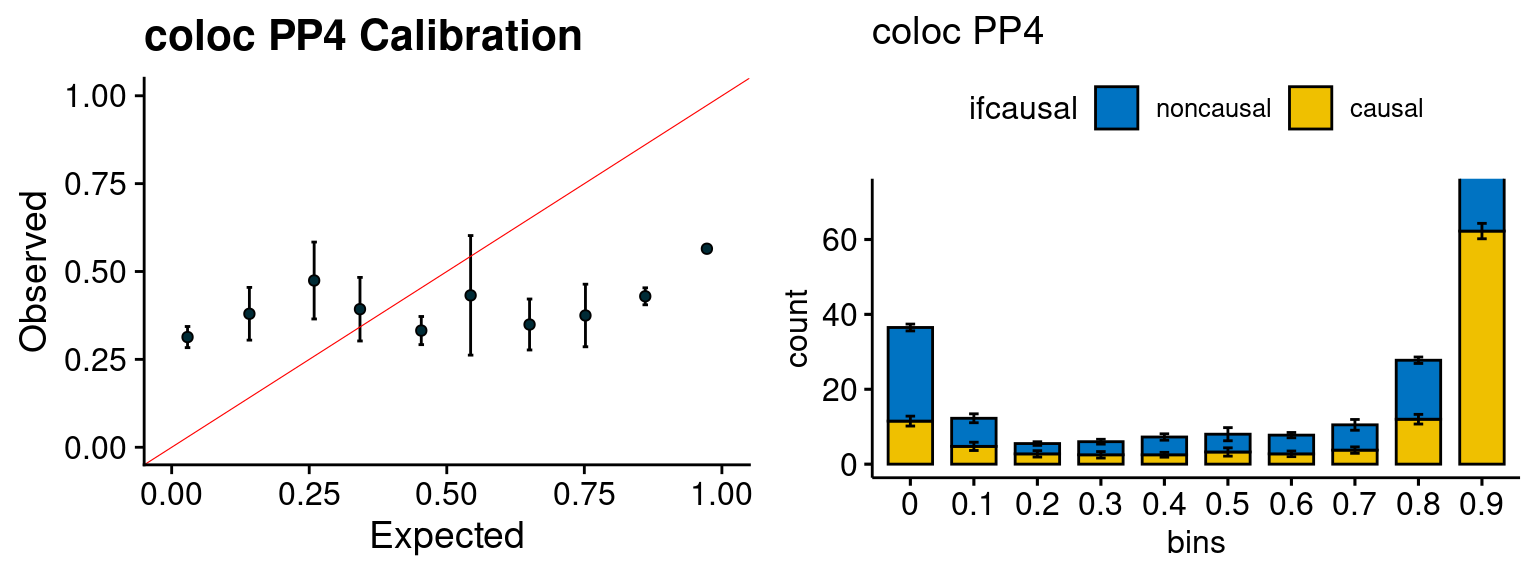 coloc PP4 Calibration
Observed
1.00
0.75
0.50
0.25
0.00
0.00 0.25 0.50 0.75 1.00
Expected
coloc PP4
ifcausal noncausal causal
count
60
40
20
0
0 0.1 0.2 0.3 0.4 0.5 0.6 0.7 0.8 0.9
bins